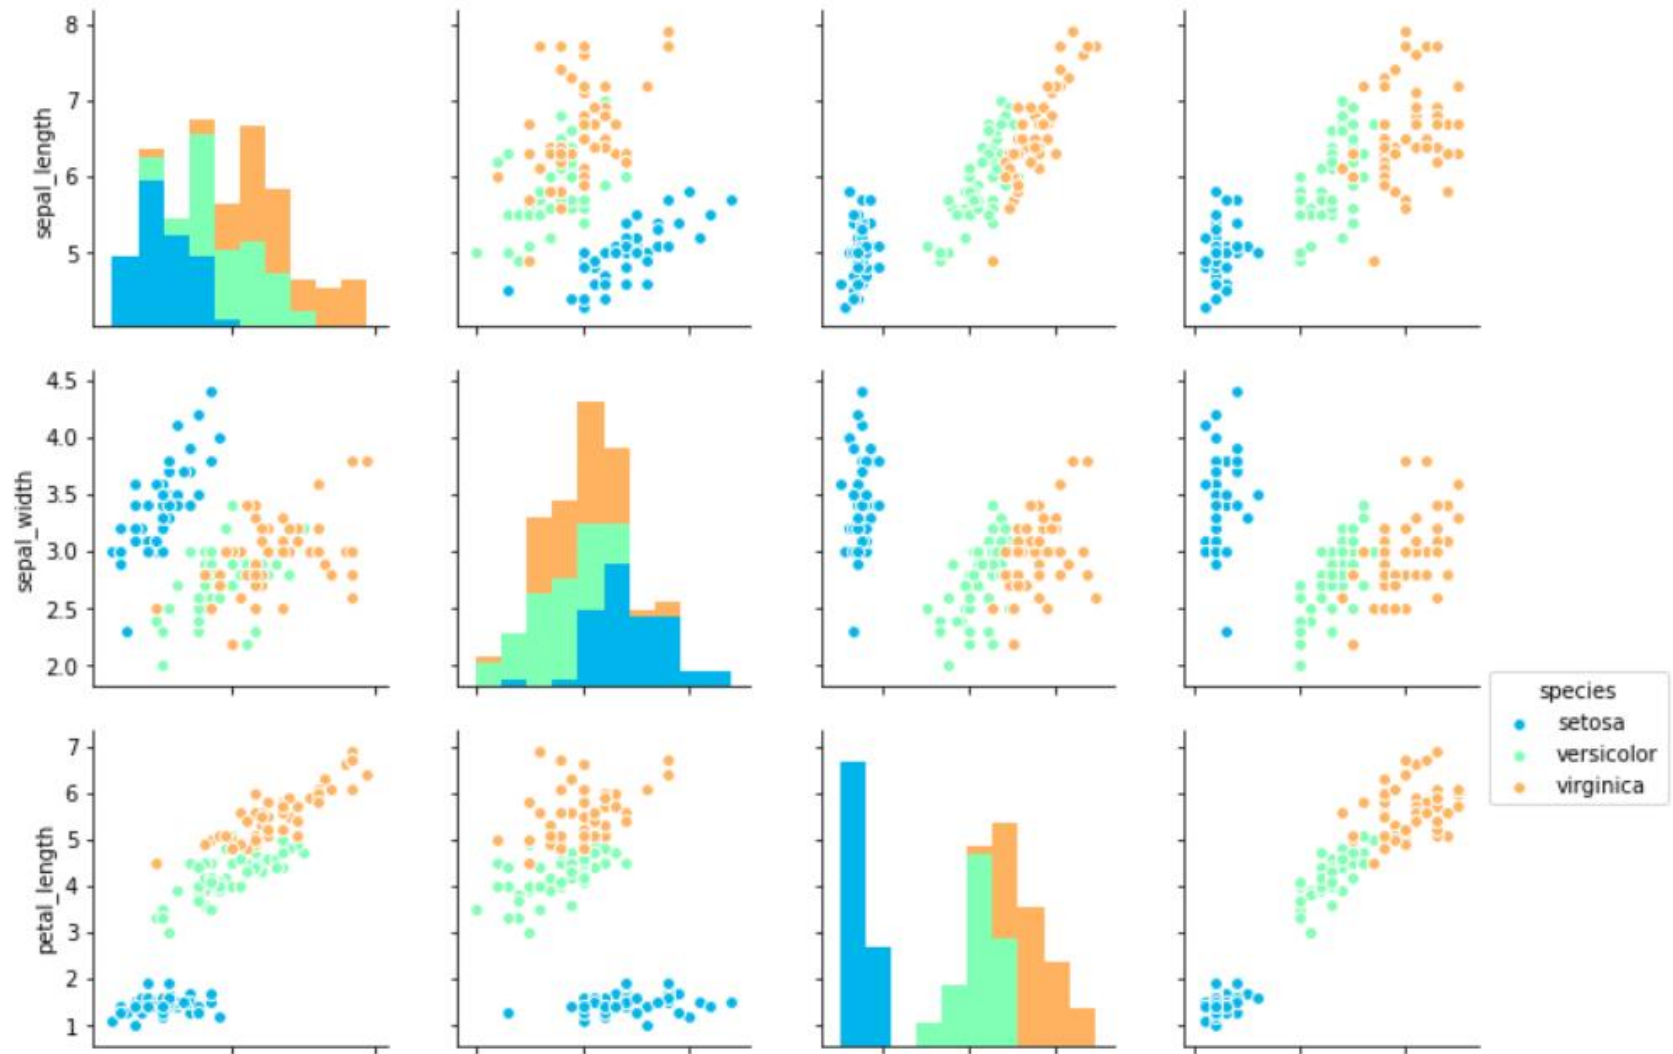 8
7
6
5
sepal_length
4.5
4.0
3.5
3.0
2.5
2.0
sepal_width
species
setosa
versicolor
virginica
7
6
5
4
3
2
1
petal_length